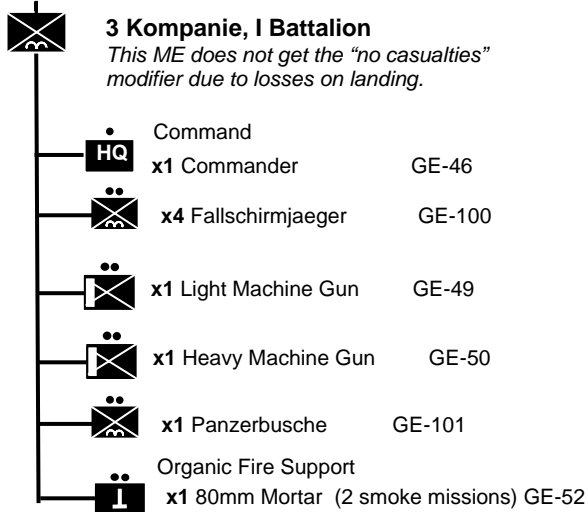 3 Kompanie, I Battalion
This ME does not get the “no casualties”
modifier due to losses on landing.
Command
HQ
x1 Commander GE-46
x4 Fallschirmjaeger GE-100
x1 Light Machine Gun GE-49
x1 Heavy Machine Gun GE-50
x1 Panzerbusche GE-101
Organic Fire Support
x1 80mm Mortar (2 smoke missions) GE-52